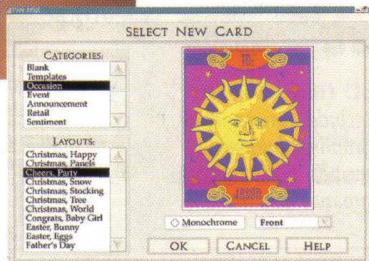 SELECT NEW CARD
CATEGORIES:
Blank
Templates
Occasion
Event
Announcement
Retail
Sentiment
LAYOUTS:
Christmas, Happy
Christmas, Panels
Cheers, Party
Christmas, Snow
Christmas, Stocking
Christmas, Tree
Christmas, World
Congrats, Baby Girl
Easter, Bunny
Easter, Eggs
Father's Day
Monochrome
Front
OK
CANCEL
HELP